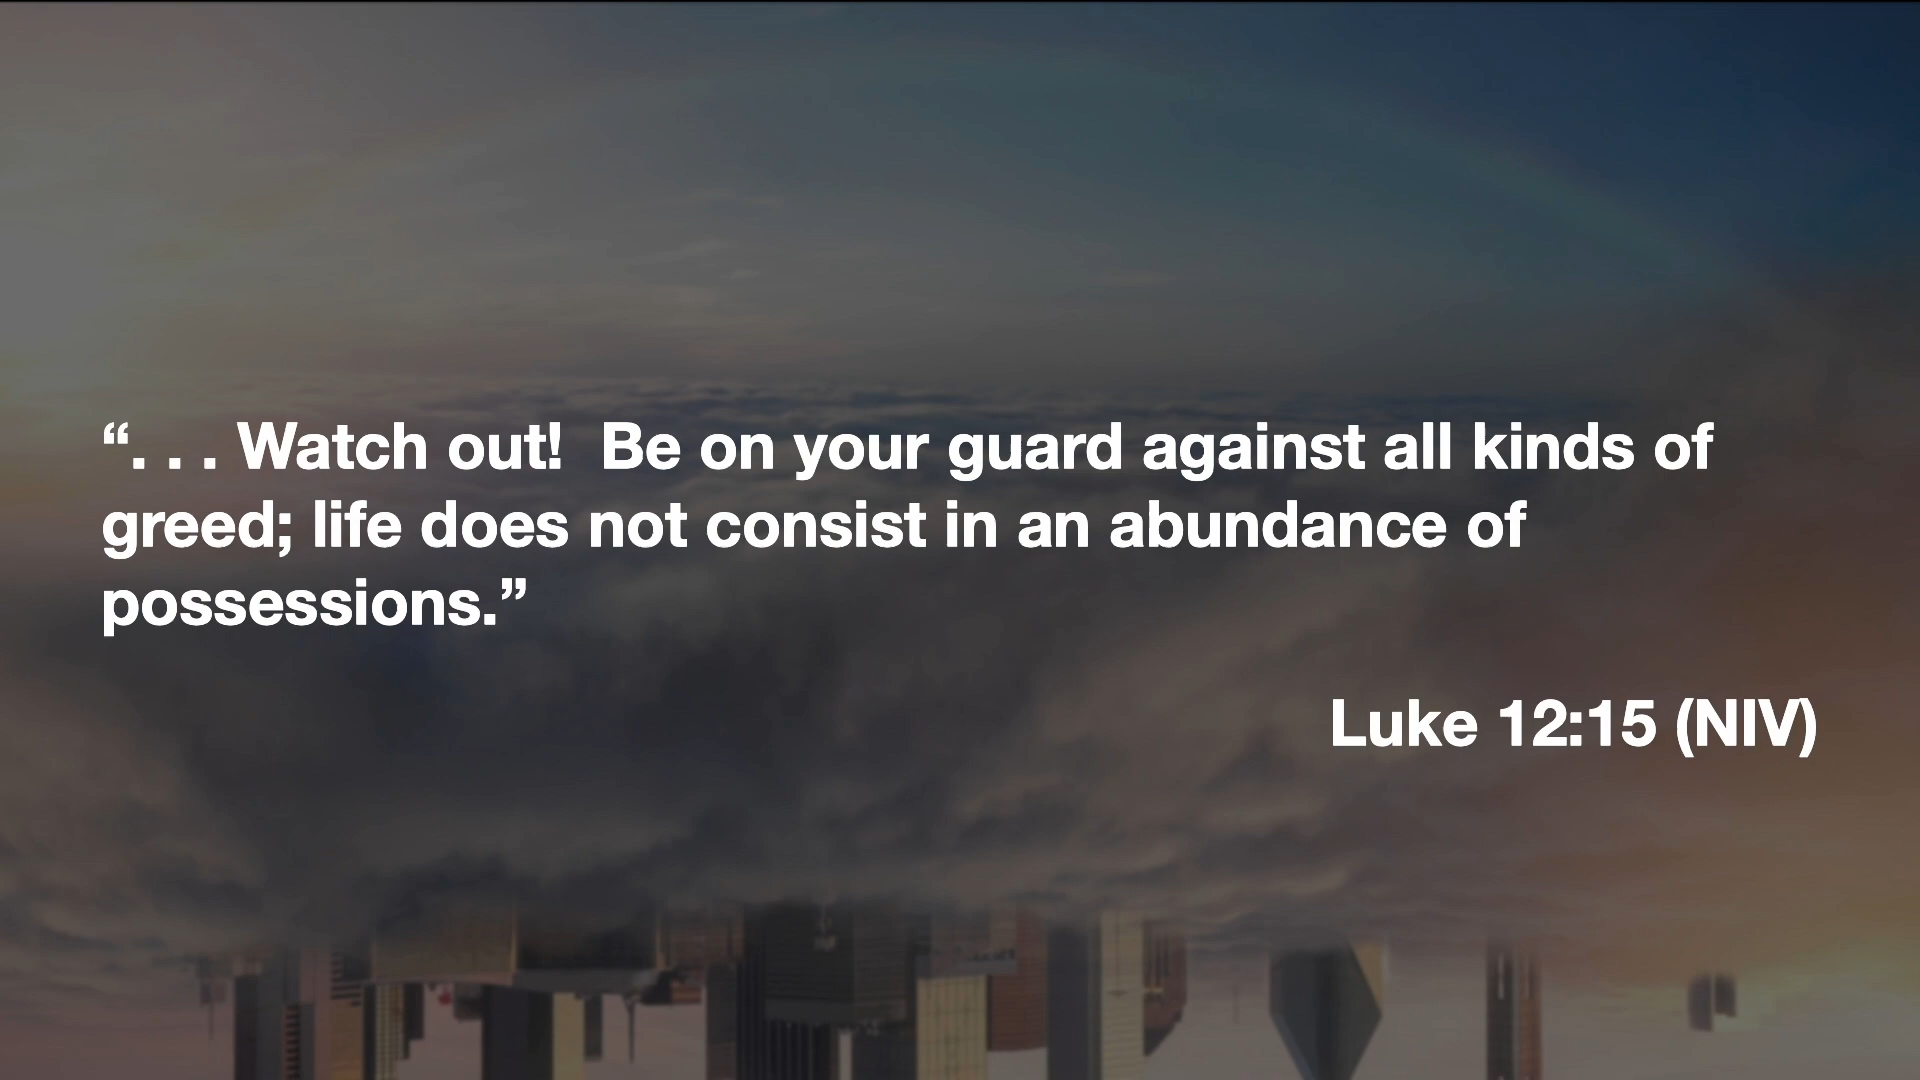 “. . . Watch out!  Be on your guard against all kinds of
greed; life does not consist in an abundance of
possessions.”
Luke 12:15 (NIV)